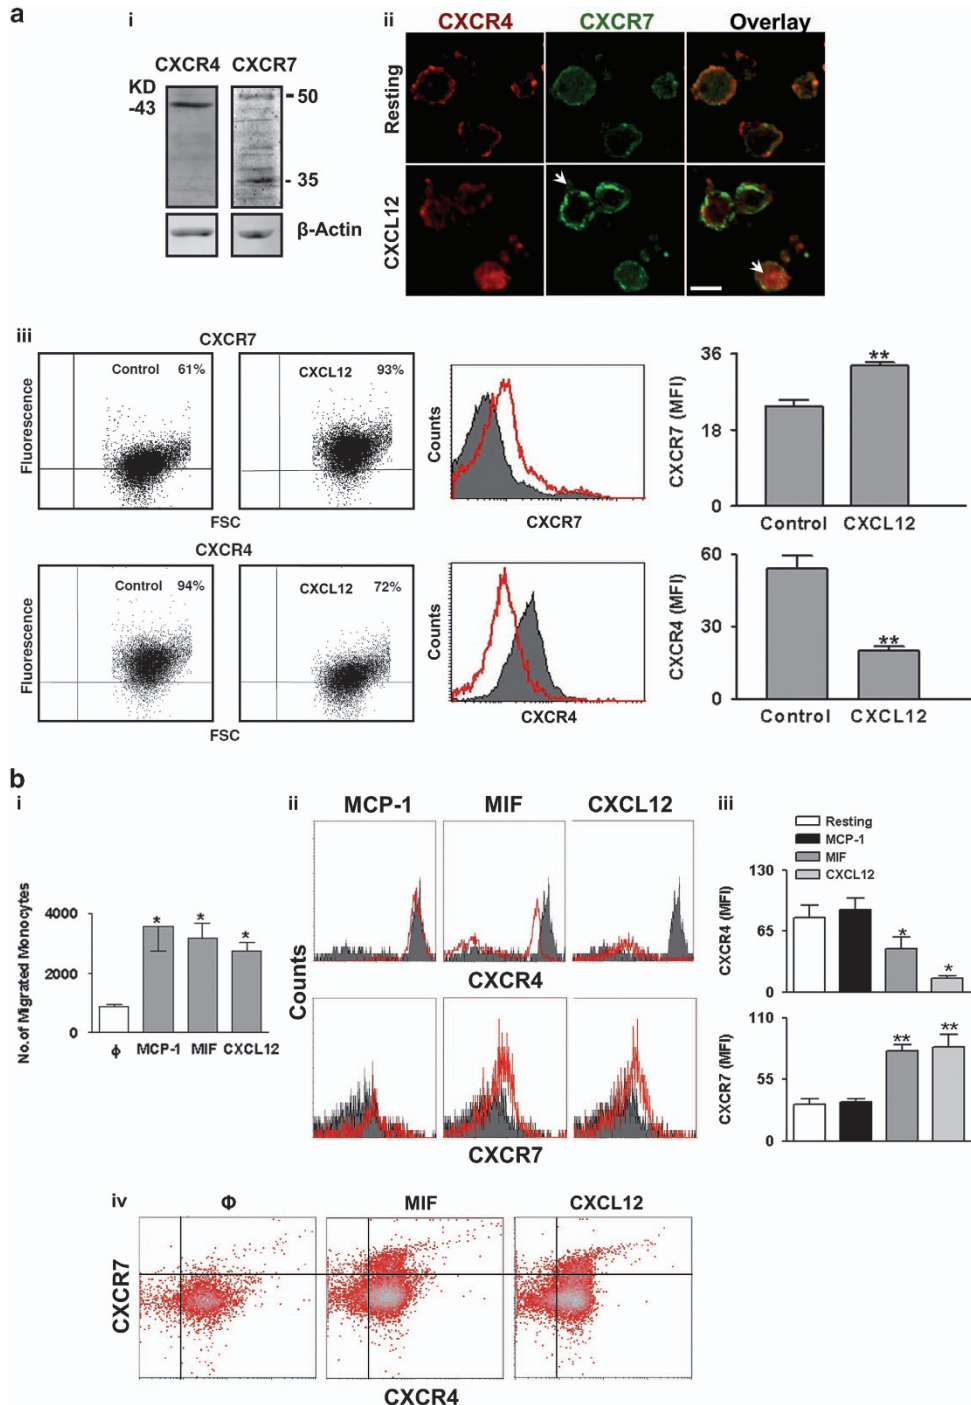 a
i
CXCR4 CXCR7
KD
-43
50
- 35
β-Actin
ii
CXCR4 CXCR7 Overlay
Resting
CXCL12
iii
CXCR7
Control 61%
CXCL12 93%
Fluorescence
FSC
Counts
CXCR7
CXCR7 (MFI)
36
18
0
**
Control CXCL12
CXCR4
Control 94%
CXCL12 72%
Fluorescence
FSC
Counts
CXCR4
CXCR4 (MFI)
60
30
0
**
Control CXCL12
b
i
No. of Migrated Monocytes
4000
2000
0
* * *
ϕ MCP-1 MIF CXCL12
ii
MCP-1 MIF CXCL12
Counts
CXCR4
CXCR7
iii
Resting
MCP-1
MIF
CXCL12
CXCR4 (MFI)
130
65
0
* *
CXCR7 (MFI)
110
55
0
** **
iv
Φ MIF CXCL12
CXCR7
CXCR4